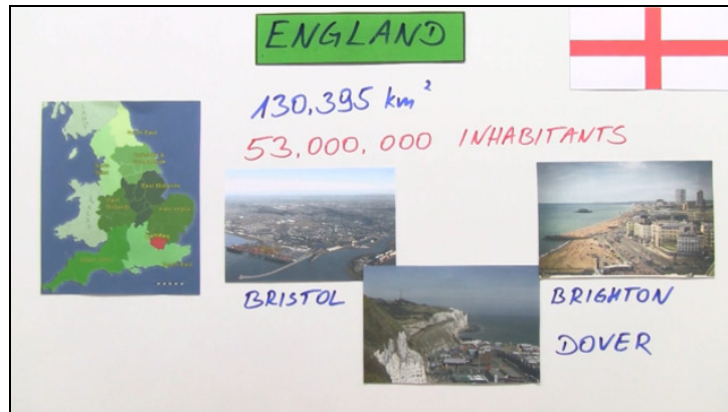 ENGLAND
130,395 km²
53,000,000 INHABITANTS
BRISTOL
BRIGHTON
DOVER